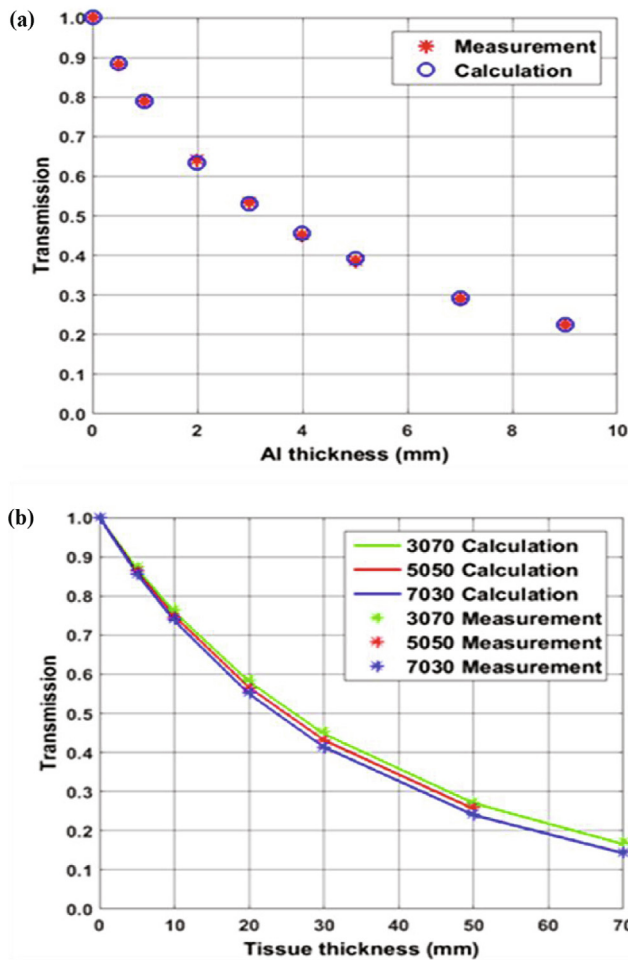 (a)
1.0
0.9
0.8
0.7
0.6
0.5
0.4
0.3
0.2
0.1
0.0
Transmission
Measurement
Calculation
0 2 4 6 8 10
Al thickness (mm)
(b)
1.0
0.9
0.8
0.7
0.6
0.5
0.4
0.3
0.2
0.1
0.0
Transmission
3070 Calculation
5050 Calculation
7030 Calculation
3070 Measurement
5050 Measurement
7030 Measurement
0 10 20 30 40 50 60 70
Tissue thickness (mm)